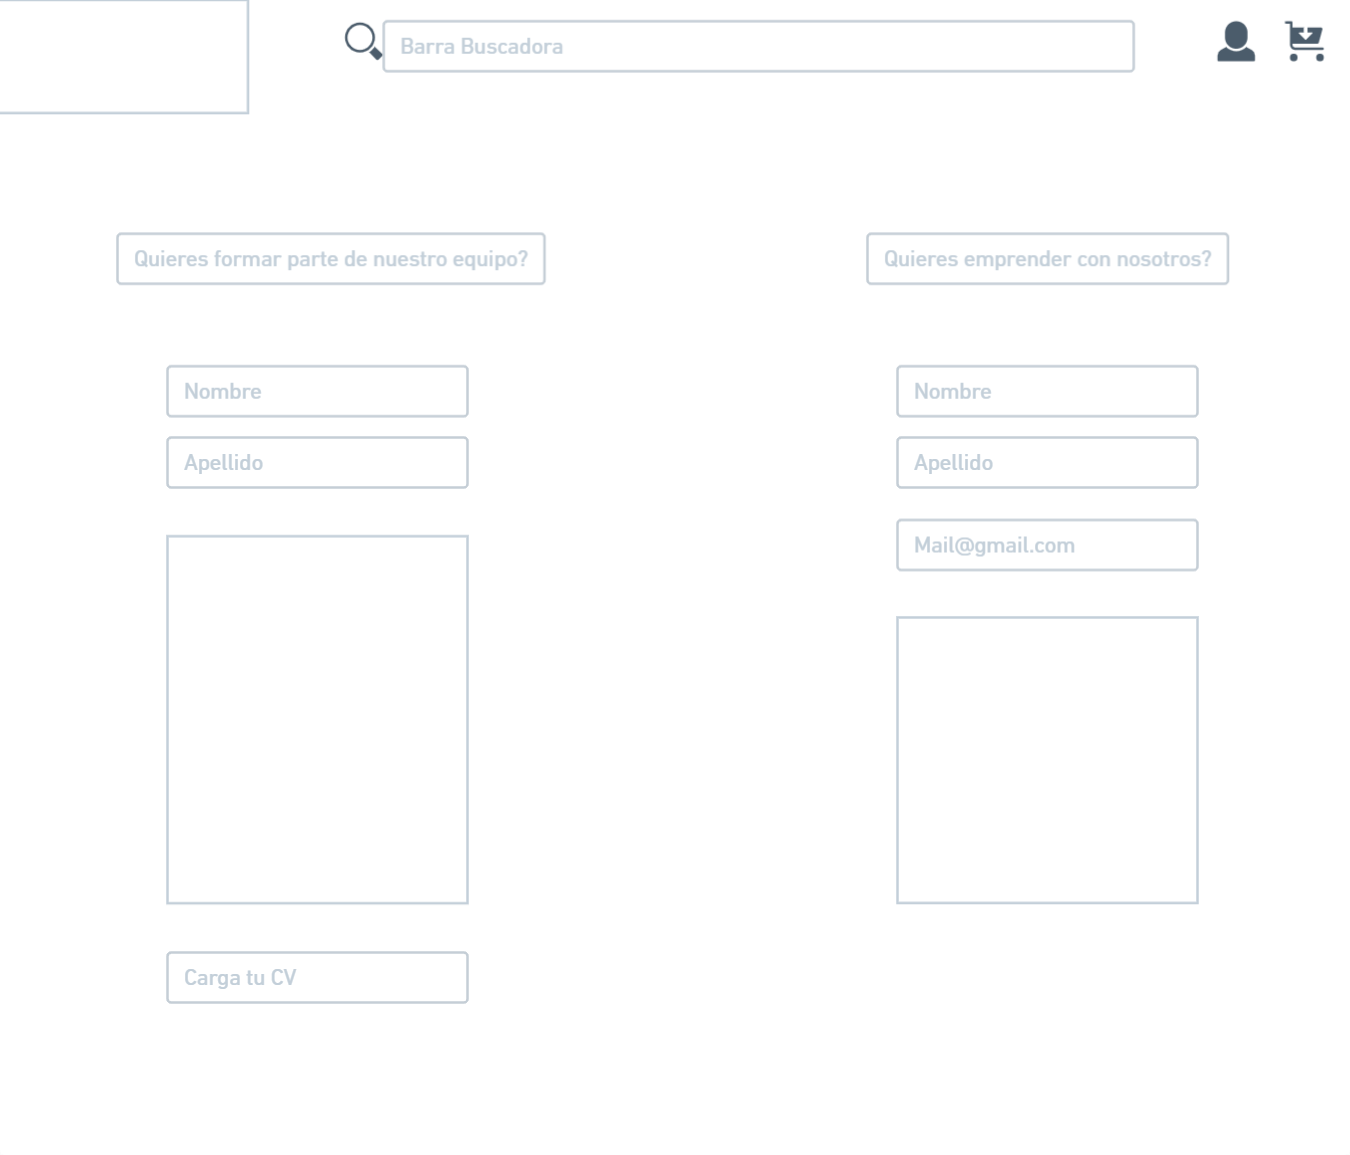 Barra Buscadora
Quieres formar parte de nuestro equipo?
Nombre
Apellido
Carga tu CV
Quieres emprender con nosotros?
Nombre
Apellido
Mail@gmail.com